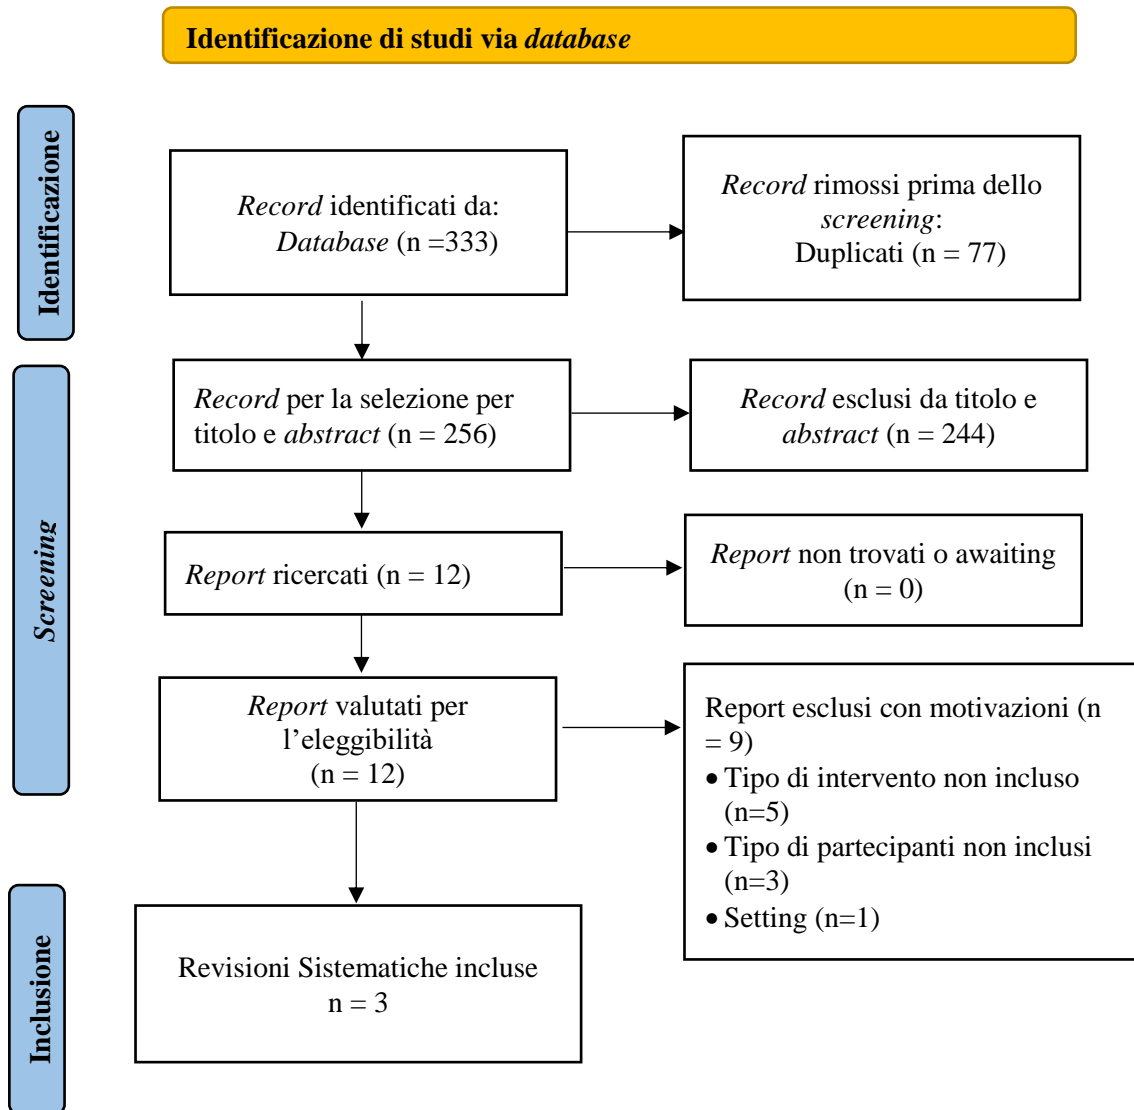 Identificazione di studi via database
Identificazione
Record identificati da:
Database (n =333)
Record rimossi prima dello
screening:
Duplicati (n = 77)
Screening
Record per la selezione per
titolo e abstract (n = 256)
Record esclusi da titolo e
abstract (n = 244)
Report ricercati (n = 12)
Report non trovati o awaiting
(n = 0)
Report valutati per
l’eleggibilità
(n = 12)
Report esclusi con motivazioni (n
= 9)
• Tipo di intervento non incluso
(n=5)
• Tipo di partecipanti non inclusi
(n=3)
• Setting (n=1)
Inclusione
Revisioni Sistematiche incluse
n = 3